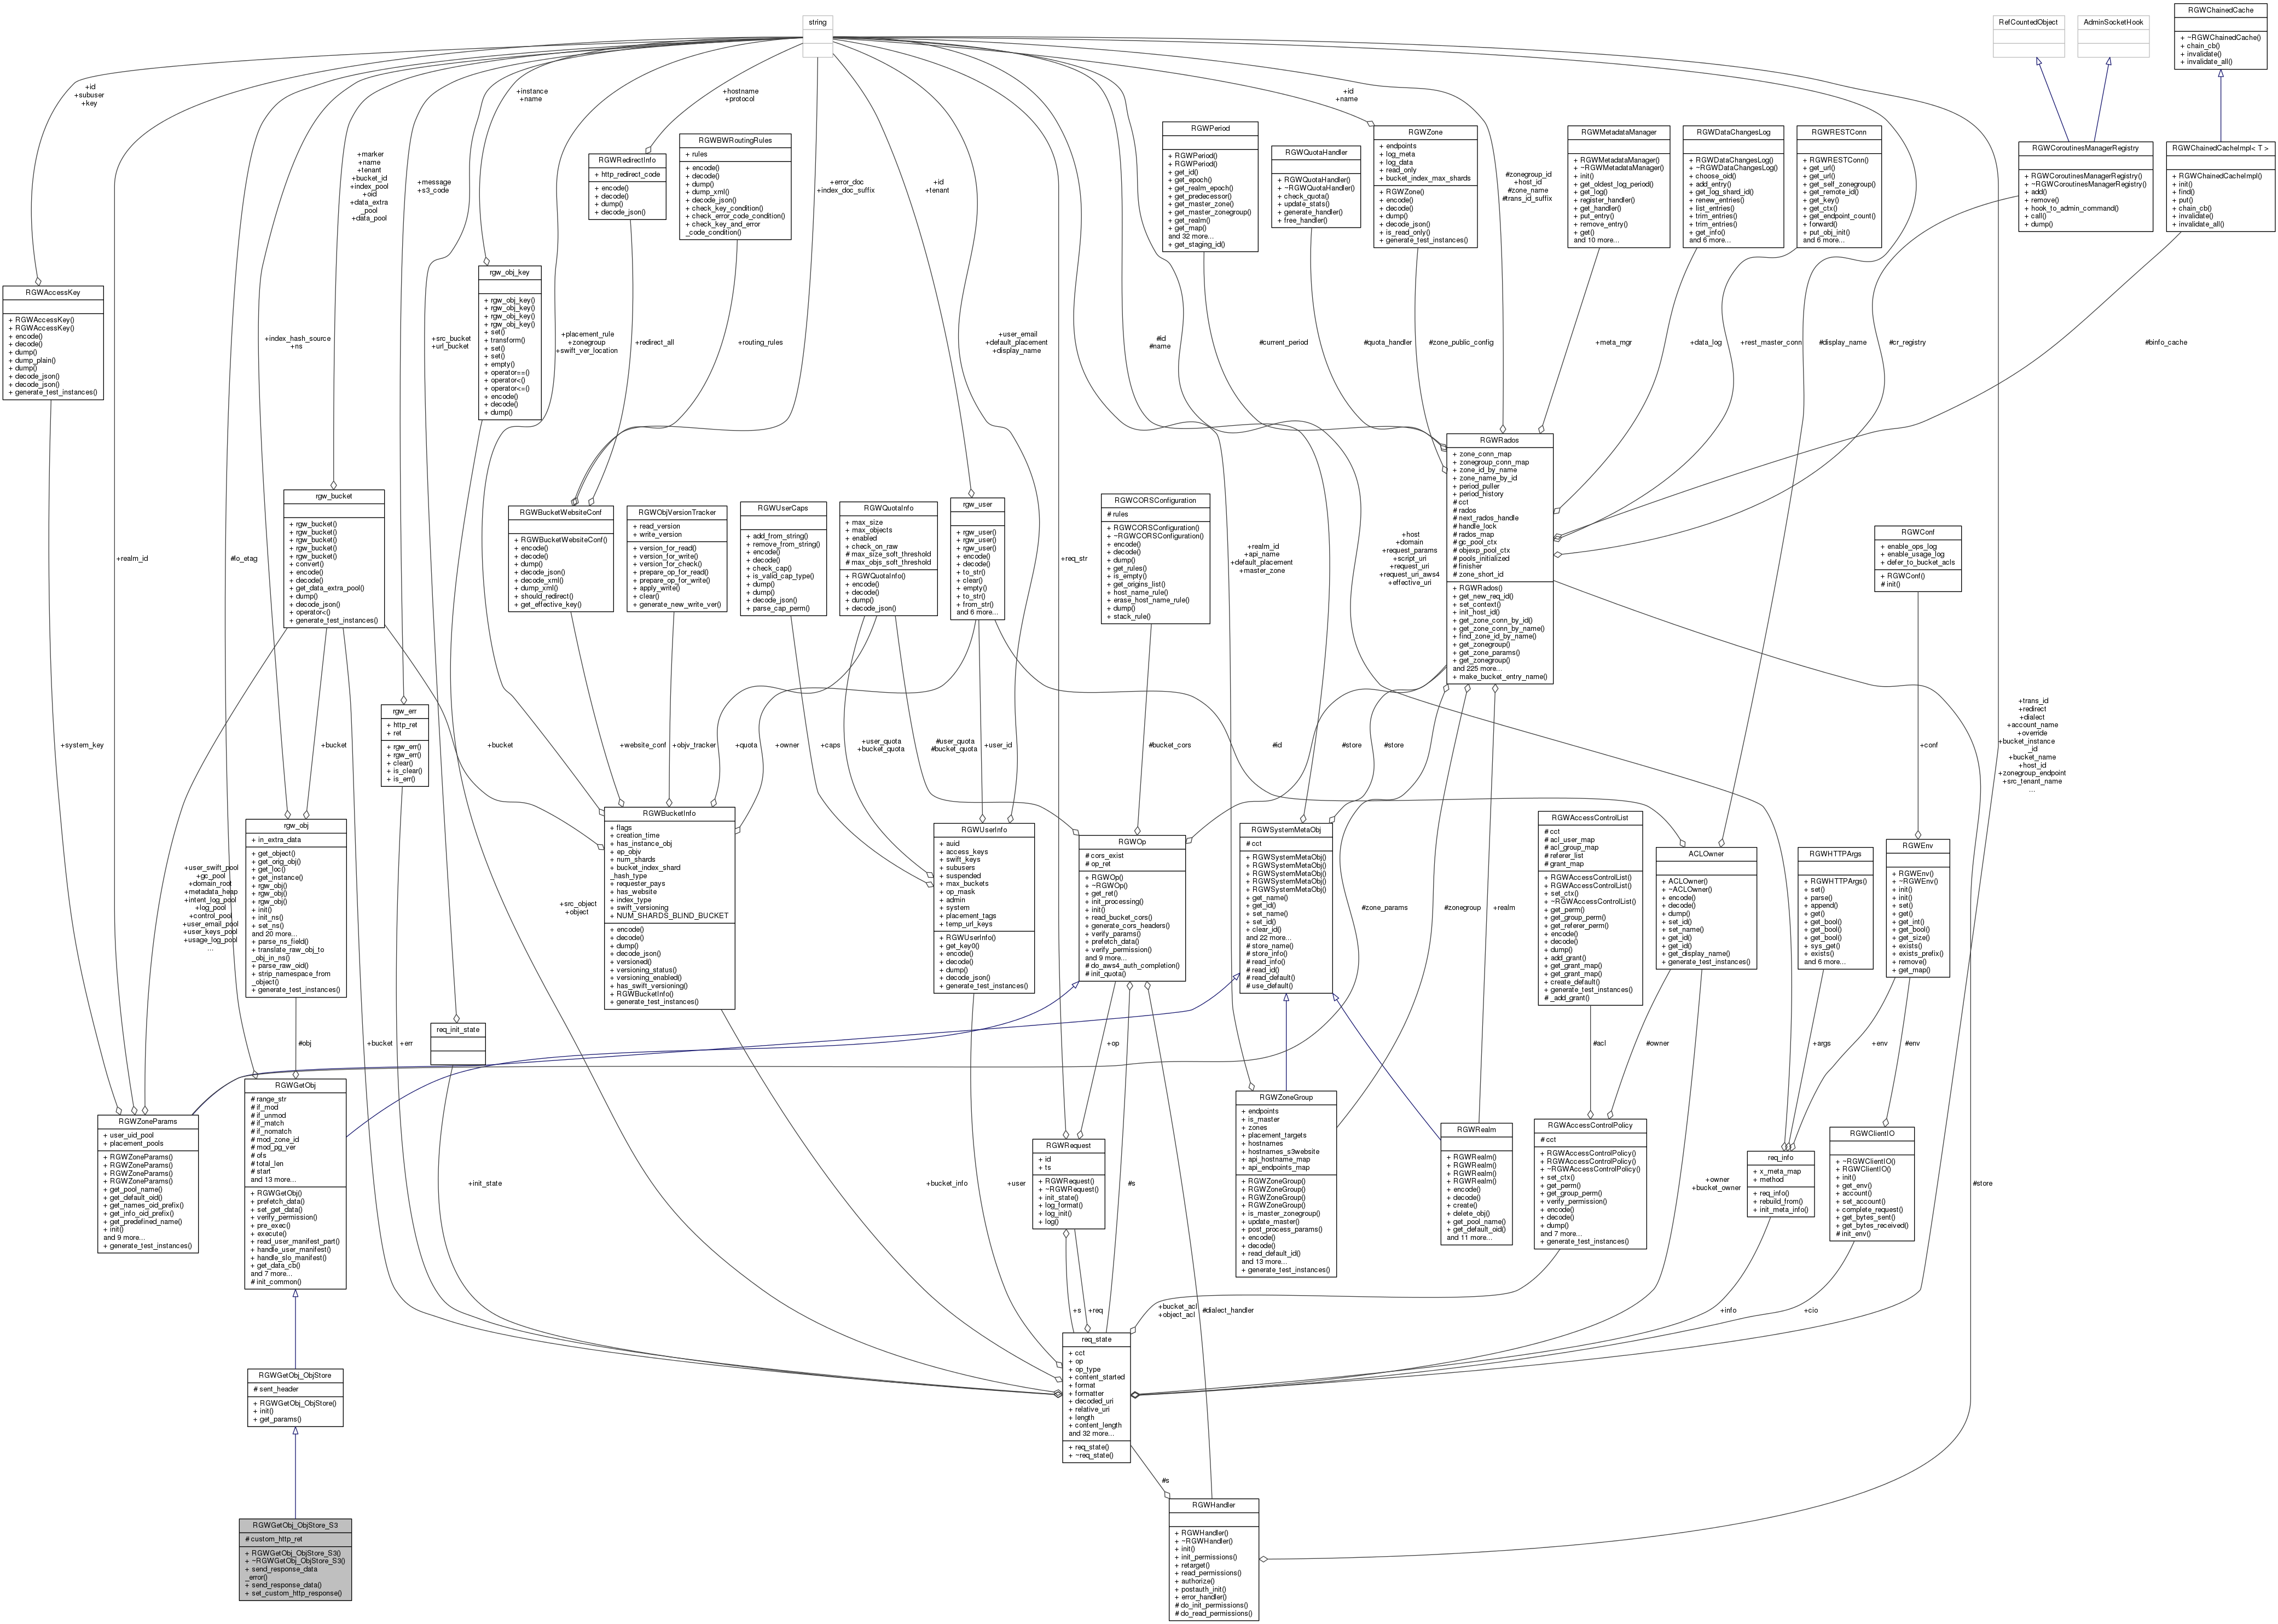 string
RefCountedObject
AdminSocketHook
RGWChainedCache
+ ~RGWChainedCache()
+ chain_cb()
+ invalidate()
+ invalidate_all()
+id
+subuser
+key
+marker
+name
+tenant
+bucket_id
+index_pool
+oid
+data_extra
_pool
+data_pool
+message
+s3_code
+instance
+name
+hostname
+protocol
RGWRedirectInfo
+ http_redirect_code
+ encode()
+ decode()
+ dump()
+ decode_json()
RGWBWRoutingRules
+ rules
+ encode()
+ decode()
+ dump()
+ dump_xml()
+ decode_json()
+ check_key_condition()
+ check_error_code_condition()
+ check_key_and_error
_code_condition()
+error_doc
+index_doc_suffix
+id
+tenant
RGWPeriod
+ RGWPeriod()
+ RGWPeriod()
+ get_id()
+ get_epoch()
+ get_realm_epoch()
+ get_predecessor()
+ get_master_zone()
+ get_master_zonegroup()
+ get_realm()
+ get_map()
and 32 more...
+ get_staging_id()
RGWQuotaHandler
+ RGWQuotaHandler()
+ ~RGWQuotaHandler()
+ check_quota()
+ update_stats()
+ generate_handler()
+ free_handler()
+id
+name
RGWZone
+ endpoints
+ log_meta
+ log_data
+ read_only
+ bucket_index_max_shards
+ RGWZone()
+ encode()
+ decode()
+ dump()
+ decode_json()
+ is_read_only()
+ generate_test_instances()
#zonegroup_id
+host_id
#zone_name
#trans_id_suffix
RGWMetadataManager
+ RGWMetadataManager()
+ ~RGWMetadataManager()
+ init()
+ get_oldest_log_period()
+ get_log()
+ register_handler()
+ get_handler()
+ put_entry()
+ remove_entry()
+ get()
and 10 more...
RGWDataChangesLog
+ RGWDataChangesLog()
+ ~RGWDataChangesLog()
+ choose_oid()
+ add_entry()
+ get_log_shard_id()
+ renew_entries()
+ list_entries()
+ trim_entries()
+ trim_entries()
+ get_info()
and 6 more...
RGWRESTConn
+ RGWRESTConn()
+ get_url()
+ get_url()
+ get_self_zonegroup()
+ get_remote_id()
+ get_key()
+ get_ctx()
+ get_endpoint_count()
+ forward()
+ put_obj_init()
and 6 more...
RGWCoroutinesManagerRegistry
+ RGWCoroutinesManagerRegistry()
+ ~RGWCoroutinesManagerRegistry()
+ add()
+ remove()
+ hook_to_admin_command()
+ call()
+ dump()
RGWChainedCacheImpl< T >
+ RGWChainedCacheImpl()
+ init()
+ find()
+ put()
+ chain_cb()
+ invalidate()
+ invalidate_all()
RGWAccessKey
+ RGWAccessKey()
+ RGWAccessKey()
+ encode()
+ decode()
+ dump()
+ dump_plain()
+ dump()
+ decode_json()
+ decode_json()
+ generate_test_instances()
rgw_obj_key
+ rgw_obj_key()
+ rgw_obj_key()
+ rgw_obj_key()
+ rgw_obj_key()
+ set()
+ transform()
+ set()
+ set()
+ empty()
+ operator==()
+ operator<()
+ operator<=()
+ encode()
+ decode()
+ dump()
+index_hash_source
+ns
+src_bucket
+url_bucket
+placement_rule
+zonegroup
+swift_ver_location
+redirect_all
+routing_rules
+user_email
+default_placement
+display_name
#id
#name
#current_period
#quota_handler
#zone_public_config
+meta_mgr
+data_log
+rest_master_conn
#display_name
#cr_registry
#binfo_cache
+realm_id
#lo_etag
rgw_bucket
+ rgw_bucket()
+ rgw_bucket()
+ rgw_bucket()
+ rgw_bucket()
+ rgw_bucket()
+ convert()
+ encode()
+ decode()
+ get_data_extra_pool()
+ dump()
+ decode_json()
+ operator<()
+ generate_test_instances()
RGWBucketWebsiteConf
+ RGWBucketWebsiteConf()
+ encode()
+ decode()
+ dump()
+ decode_json()
+ decode_xml()
+ dump_xml()
+ should_redirect()
+ get_effective_key()
RGWObjVersionTracker
+ read_version
+ write_version
+ version_for_read()
+ version_for_write()
+ version_for_check()
+ prepare_op_for_read()
+ prepare_op_for_write()
+ apply_write()
+ clear()
+ generate_new_write_ver()
RGWUserCaps
+ add_from_string()
+ remove_from_string()
+ encode()
+ decode()
+ check_cap()
+ is_valid_cap_type()
+ dump()
+ dump()
+ decode_json()
+ parse_cap_perm()
RGWQuotaInfo
+ max_size
+ max_objects
+ enabled
+ check_on_raw
# max_size_soft_threshold
# max_objs_soft_threshold
+ RGWQuotaInfo()
+ encode()
+ decode()
+ dump()
+ decode_json()
rgw_user
+ rgw_user()
+ rgw_user()
+ rgw_user()
+ encode()
+ decode()
+ to_str()
+ clear()
+ empty()
+ to_str()
+ from_str()
and 6 more...
+req_str
RGWCORSConfiguration
# rules
+ RGWCORSConfiguration()
+ ~RGWCORSConfiguration()
+ encode()
+ decode()
+ dump()
+ get_rules()
+ is_empty()
+ get_origins_list()
+ host_name_rule()
+ erase_host_name_rule()
+ dump()
+ stack_rule()
+realm_id
+api_name
+default_placement
+master_zone
+host
+domain
+request_params
+script_uri
+request_uri
+request_uri_aws4
+effective_uri
RGWRados
+ zone_conn_map
+ zonegroup_conn_map
+ zone_id_by_name
+ zone_name_by_id
+ period_puller
+ period_history
# cct
# rados
# next_rados_handle
# handle_lock
# rados_map
# gc_pool_ctx
# objexp_pool_ctx
# pools_initialized
# finisher
# zone_short_id
+ RGWRados()
+ get_new_req_id()
+ set_context()
+ init_host_id()
+ get_zone_conn_by_id()
+ get_zone_conn_by_name()
+ find_zone_id_by_name()
+ get_zonegroup()
+ get_zone_params()
+ get_zonegroup()
and 225 more...
+ make_bucket_entry_name()
RGWConf
+ enable_ops_log
+ enable_usage_log
+ defer_to_bucket_acls
+ RGWConf()
# init()
+system_key
+bucket
rgw_err
+ http_ret
+ ret
+ rgw_err()
+ rgw_err()
+ clear()
+ is_clear()
+ is_err()
+bucket
+website_conf
+objv_tracker
+quota
+owner
+caps
+user_quota
+bucket_quota
#user_quota
#bucket_quota
+user_id
#bucket_cors
#id
#store
#store
+conf
+trans_id
+redirect
+dialect
+account_name
+override
+bucket_instance
_id
+bucket_name
+host_id
+zonegroup_endpoint
+src_tenant_name
...
rgw_obj
+ in_extra_data
+ get_object()
+ get_orig_obj()
+ get_loc()
+ get_instance()
+ rgw_obj()
+ rgw_obj()
+ rgw_obj()
+ init()
+ init_ns()
+ set_ns()
and 20 more...
+ parse_ns_field()
+ translate_raw_obj_to
_obj_in_ns()
+ parse_raw_oid()
+ strip_namespace_from
_object()
+ generate_test_instances()
+user_swift_pool
+gc_pool
+domain_root
+metadata_heap
+intent_log_pool
+log_pool
+control_pool
+user_email_pool
+user_keys_pool
+usage_log_pool
...
+src_object
+object
RGWBucketInfo
+ flags
+ creation_time
+ has_instance_obj
+ ep_objv
+ num_shards
+ bucket_index_shard
_hash_type
+ requester_pays
+ has_website
+ index_type
+ swift_versioning
+ NUM_SHARDS_BLIND_BUCKET
+ encode()
+ decode()
+ dump()
+ decode_json()
+ versioned()
+ versioning_status()
+ versioning_enabled()
+ has_swift_versioning()
+ RGWBucketInfo()
+ generate_test_instances()
RGWUserInfo
+ auid
+ access_keys
+ swift_keys
+ subusers
+ suspended
+ max_buckets
+ op_mask
+ admin
+ system
+ placement_tags
+ temp_url_keys
+ RGWUserInfo()
+ get_key0()
+ encode()
+ decode()
+ dump()
+ decode_json()
+ generate_test_instances()
RGWOp
# cors_exist
# op_ret
+ RGWOp()
+ ~RGWOp()
+ get_ret()
+ init_processing()
+ init()
+ read_bucket_cors()
+ generate_cors_headers()
+ verify_params()
+ prefetch_data()
+ verify_permission()
and 9 more...
# do_aws4_auth_completion()
# init_quota()
RGWSystemMetaObj
# cct
+ RGWSystemMetaObj()
+ RGWSystemMetaObj()
+ RGWSystemMetaObj()
+ RGWSystemMetaObj()
+ RGWSystemMetaObj()
+ get_name()
+ get_id()
+ set_name()
+ set_id()
+ clear_id()
and 22 more...
# store_name()
# store_info()
# read_info()
# read_id()
# read_default()
# use_default()
#zone_params
#zonegroup
+realm
RGWAccessControlList
# cct
# acl_user_map
# acl_group_map
# referer_list
# grant_map
+ RGWAccessControlList()
+ RGWAccessControlList()
+ set_ctx()
+ ~RGWAccessControlList()
+ get_perm()
+ get_group_perm()
+ get_referer_perm()
+ encode()
+ decode()
+ dump()
+ add_grant()
+ get_grant_map()
+ get_grant_map()
+ create_default()
+ generate_test_instances()
# _add_grant()
ACLOwner
+ ACLOwner()
+ ~ACLOwner()
+ encode()
+ decode()
+ dump()
+ set_id()
+ set_name()
+ get_id()
+ get_id()
+ get_display_name()
+ generate_test_instances()
RGWHTTPArgs
+ RGWHTTPArgs()
+ set()
+ parse()
+ append()
+ get()
+ get_bool()
+ get_bool()
+ get_bool()
+ sys_get()
+ exists()
and 6 more...
RGWEnv
+ RGWEnv()
+ ~RGWEnv()
+ init()
+ init()
+ set()
+ get()
+ get_int()
+ get_bool()
+ get_size()
+ exists()
+ exists_prefix()
+ remove()
+ get_map()
req_init_state
#obj
+bucket
+err
+op
#acl
#owner
+args
+env
#env
RGWZoneParams
+ user_uid_pool
+ placement_pools
+ RGWZoneParams()
+ RGWZoneParams()
+ RGWZoneParams()
+ RGWZoneParams()
+ get_pool_name()
+ get_default_oid()
+ get_names_oid_prefix()
+ get_info_oid_prefix()
+ get_predefined_name()
+ init()
and 9 more...
+ generate_test_instances()
RGWGetObj
# range_str
# if_mod
# if_unmod
# if_match
# if_nomatch
# mod_zone_id
# mod_pg_ver
# ofs
# total_len
# start
and 13 more...
+ RGWGetObj()
+ prefetch_data()
+ set_get_data()
+ verify_permission()
+ pre_exec()
+ execute()
+ read_user_manifest_part()
+ handle_user_manifest()
+ handle_slo_manifest()
+ get_data_cb()
and 7 more...
# init_common()
+init_state
+bucket_info
+user
RGWRequest
+ id
+ ts
+ RGWRequest()
+ ~RGWRequest()
+ init_state()
+ log_format()
+ log_init()
+ log()
#s
RGWZoneGroup
+ endpoints
+ is_master
+ zones
+ placement_targets
+ hostnames
+ hostnames_s3website
+ api_hostname_map
+ api_endpoints_map
+ RGWZoneGroup()
+ RGWZoneGroup()
+ RGWZoneGroup()
+ RGWZoneGroup()
+ is_master_zonegroup()
+ update_master()
+ post_process_params()
+ encode()
+ decode()
+ read_default_id()
and 13 more...
+ generate_test_instances()
RGWRealm
+ RGWRealm()
+ RGWRealm()
+ RGWRealm()
+ RGWRealm()
+ encode()
+ decode()
+ create()
+ delete_obj()
+ get_pool_name()
+ get_default_oid()
and 11 more...
RGWAccessControlPolicy
# cct
+ RGWAccessControlPolicy()
+ RGWAccessControlPolicy()
+ ~RGWAccessControlPolicy()
+ set_ctx()
+ get_perm()
+ get_group_perm()
+ verify_permission()
+ encode()
+ decode()
+ dump()
and 7 more...
+ generate_test_instances()
+owner
+bucket_owner
req_info
+ x_meta_map
+ method
+ req_info()
+ rebuild_from()
+ init_meta_info()
RGWClientIO
+ ~RGWClientIO()
+ RGWClientIO()
+ init()
+ get_env()
+ account()
+ set_account()
+ complete_request()
+ get_bytes_sent()
+ get_bytes_received()
# init_env()
#store
+s
+req
+bucket_acl
+object_acl
#dialect_handler
+info
+cio
RGWGetObj_ObjStore
# sent_header
+ RGWGetObj_ObjStore()
+ init()
+ get_params()
req_state
+ cct
+ op
+ op_type
+ content_started
+ format
+ formatter
+ decoded_uri
+ relative_uri
+ length
+ content_length
and 32 more...
+ req_state()
+ ~req_state()
#s
RGWHandler
+ RGWHandler()
+ ~RGWHandler()
+ init()
+ init_permissions()
+ retarget()
+ read_permissions()
+ authorize()
+ postauth_init()
+ error_handler()
# do_init_permissions()
# do_read_permissions()
RGWGetObj_ObjStore_S3
# custom_http_ret
+ RGWGetObj_ObjStore_S3()
+ ~RGWGetObj_ObjStore_S3()
+ send_response_data
_error()
+ send_response_data()
+ set_custom_http_response()